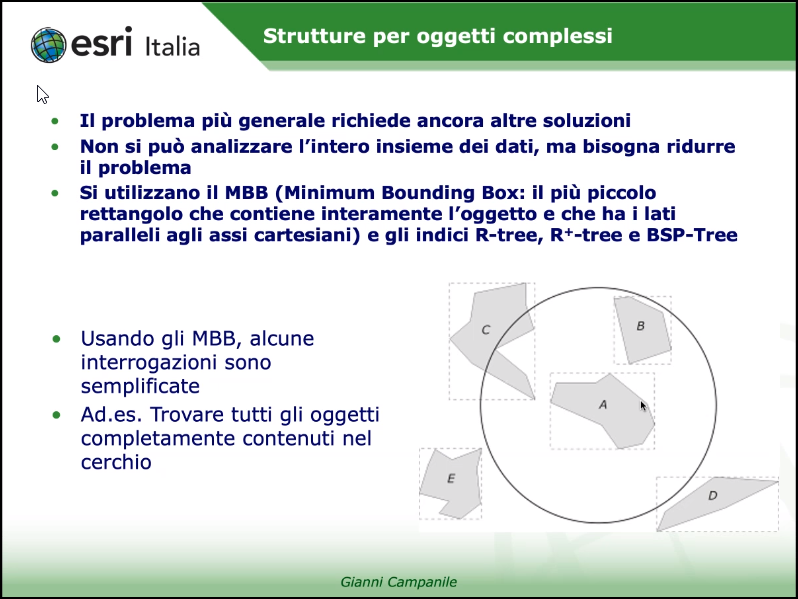 esri Italia
Strutture per oggetti complessi
• Il problema più generale richiede ancora altre soluzioni
• Non si può analizzare l’intero insieme dei dati, ma bisogna ridurre
il problema
• Si utilizzano il MBB (Minimum Bounding Box: il più piccolo
rettangolo che contiene interamente l’oggetto e che ha i lati
paralleli agli assi cartesiani) e gli indici R-tree, R⁺-tree e BSP-Tree
• Usando gli MBB, alcune
interrogazioni sono
semplificate
• Ad.es. Trovare tutti gli oggetti
completamente contenuti nel
cerchio
C
B
A
E
D
Gianni Campanile